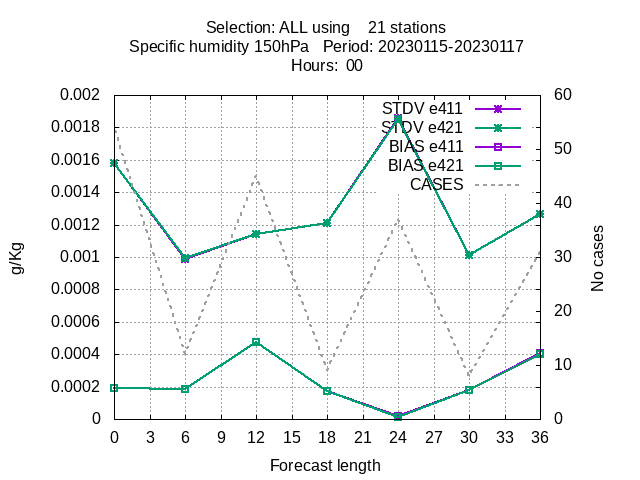 Selection: ALL using    21 stations
Specific humidity 150hPa   Period: 20230115-20230117
Hours:  00
0.002
0.0018
0.0016
0.0014
0.0012
0.001
0.0008
0.0006
0.0004
0.0002
0
g/Kg
STDV e411
STDV e421
BIAS e411
BIAS e421
CASES
60
50
40
30
20
10
0
No cases
0 3 6 9 12 15 18 21 24 27 30 33 36
Forecast length